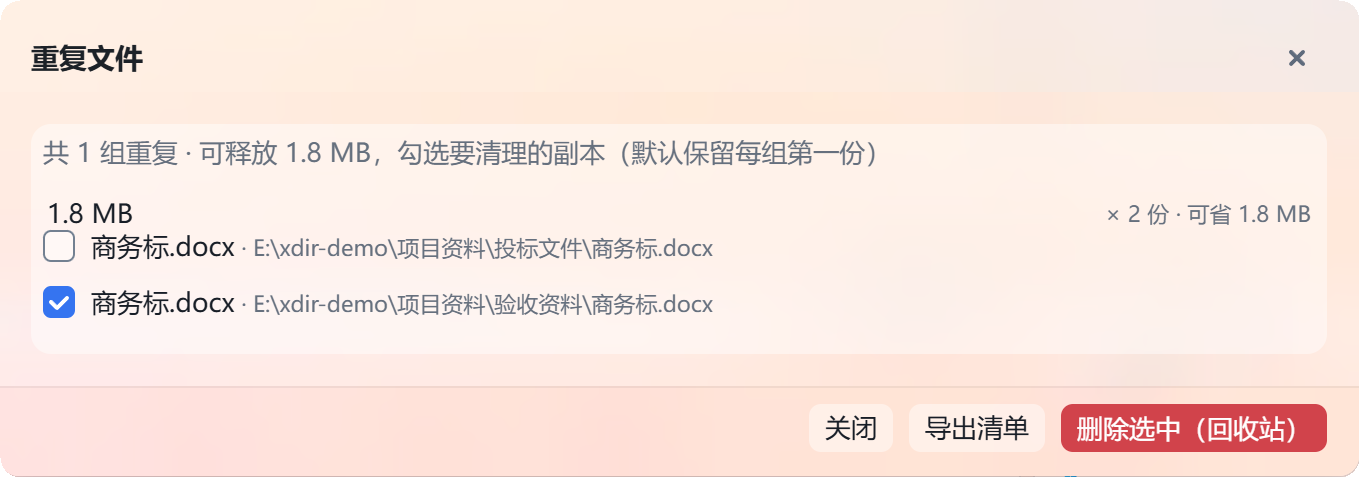 重复文件
共 1 组重复 · 可释放 1.8 MB，勾选要清理的副本（默认保留每组第一份）
1.8 MB × 2 份 · 可省 1.8 MB
商务标.docx · E:\xdir-demo\项目资料\投标文件\商务标.docx
商务标.docx · E:\xdir-demo\项目资料\验收资料\商务标.docx
关闭 导出清单 删除选中（回收站）